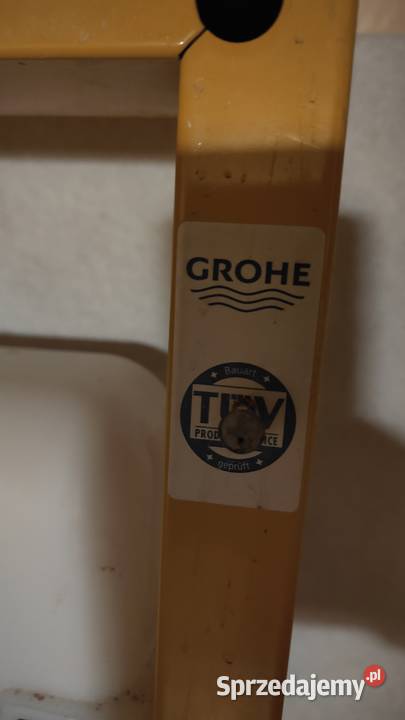 GROHE
Bauart
TÜV
geprüft
Sprzedajemy.pl